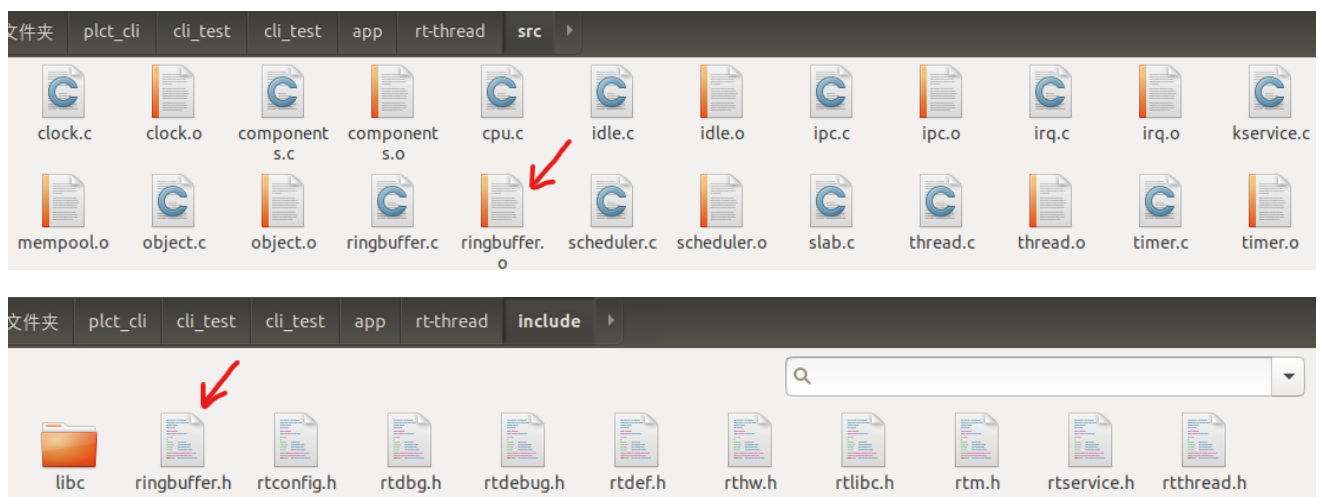 文件夹 plct_cli cli_test cli_test app rt-thread src
clock.c clock.o component cpu.c idle.c idle.o ipc.c ipc.o irq.c irq.o kservice.c
s.c
component
s.o
mempool.o object.c object.o ringbuffer.c ringbuffer. scheduler.c scheduler.o slab.c thread.c thread.o timer.c timer.o
o
文件夹 plct_cli cli_test cli_test app rt-thread include
libc ringbuffer.h rtconfig.h rtdbg.h rtdebug.h rtdef.h rthw.h rtlibc.h rtm.h rtservice.h rtthread.h